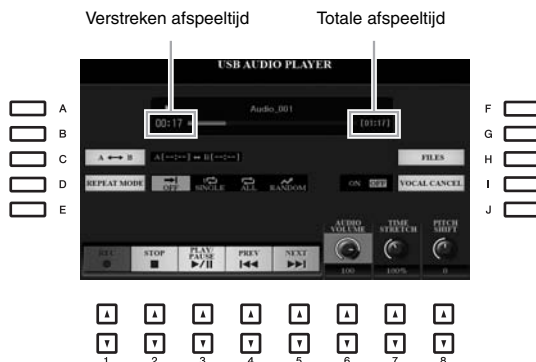 Verstreken afspeeltijd Totale afspeeltijd
USB AUDIO PLAYER
A F
Audio_001
00:17 [01:17]
B G
C A ↔ B A[--:--] ↔ B[--:--] FILES H
D REPEAT MODE OFF SINGLE ALL RANDOM ON OFF VOCAL CANCEL I
E J
AUDIO VOLUME TIME STRETCH PITCH SHIFT
REC STOP PLAY/PAUSE PREV NEXT
100 100% 0
1 2 3 4 5 6 7 8